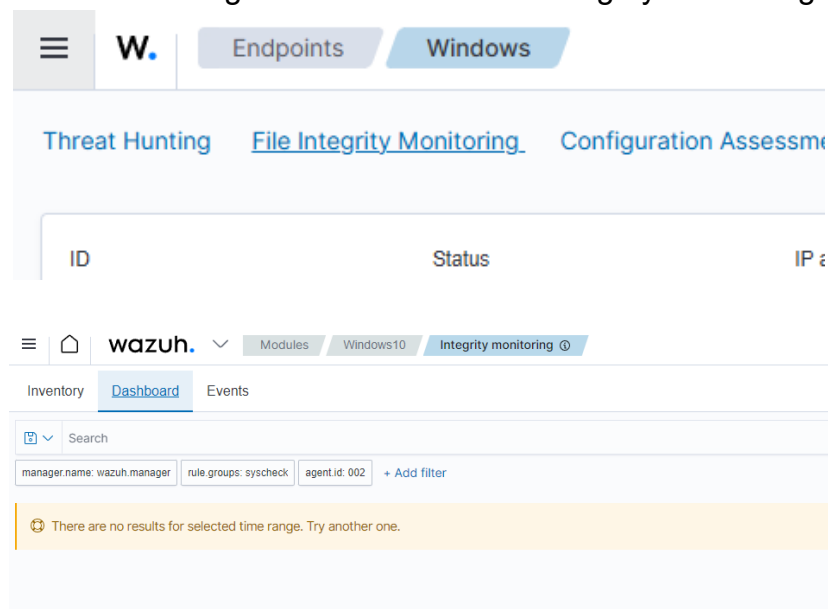 W. Endpoints Windows
Threat Hunting File Integrity Monitoring Configuration
ID Status IP
wazuh. Modules Windows10 Integrity monitoring
Inventory Dashboard Events
Search
manager.name: wazuh.manager rule.groups: syscheck agent.id: 002 + Add filter
There are no results for selected time range. Try another one.